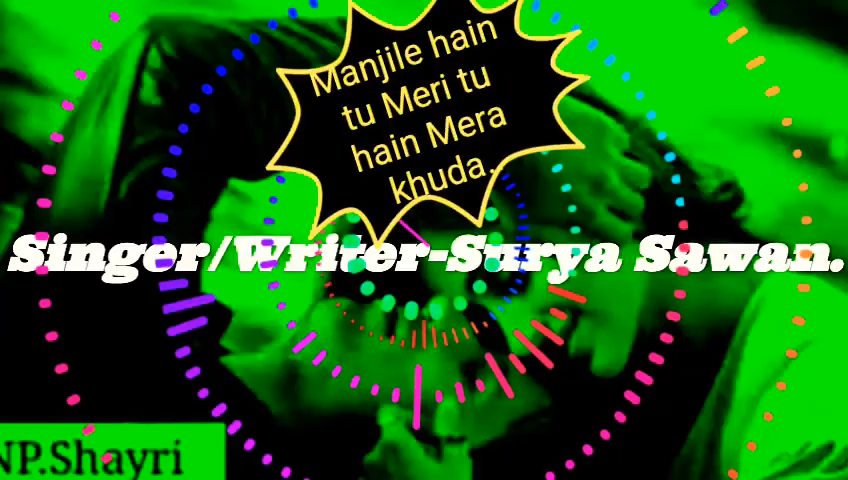 Manjile hain
tu Meri tu
hain Mera
khuda..
Singer/Writer-Surya Sawan.
NP.Shayri